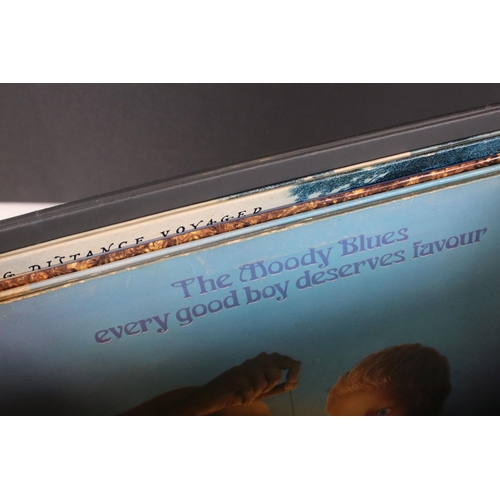 G DISTANCE VOYAGER
The Moody Blues
every good boy deserves favour